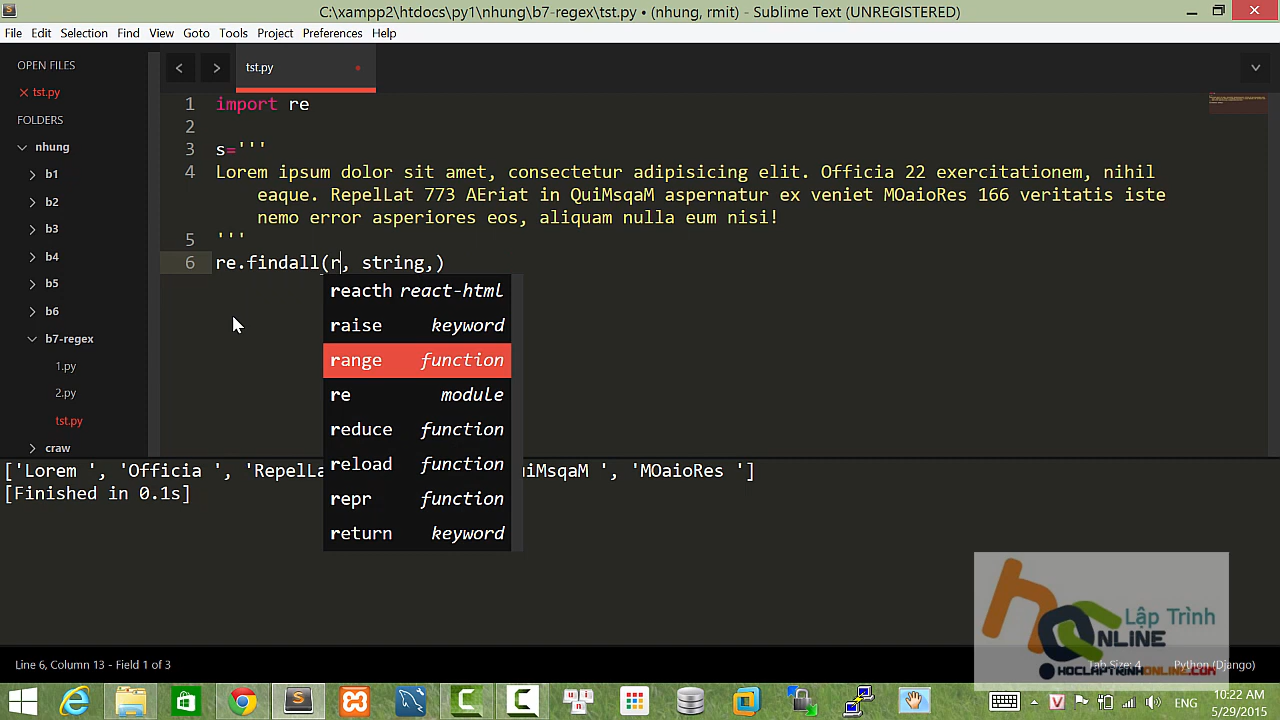 C:\xampp2\htdocs\py1\nhung\b7-regex\tst.py • (nhung, rmit) - Sublime Text (UNREGISTERED)
File Edit Selection Find View Goto Tools Project Preferences Help
OPEN FILES
tst.py
FOLDERS
nhung
b1
b2
b3
b4
b5
b6
b7-regex
1.py
2.py
tst.py
craw
tst.py
1 import re
2
3 s='''
4 Lorem ipsum dolor sit amet, consectetur adipisicing elit. Officia 22 exercitationem, nihil
eaque. RepelLat 773 AEriat in QuiMsqaM aspernatur ex veniet MOaioRes 166 veritatis iste
nemo error asperiores eos, aliquam nulla eum nisi!
5 '''
6 re.findall(r, string,)
reacth react-html
raise keyword
range function
re module
reduce function
reload function
repr function
return keyword
['Lorem ', 'Officia ', 'RepelLa uiMsqaM ', 'MOaioRes ']
[Finished in 0.1s]
Lập Trình
ONLINE
HOCLAPTRINHONLINE.COM
Line 6, Column 13 - Field 1 of 3
Tab Size: 4
Python (Django)
ENG
10:22 AM
5/29/2015